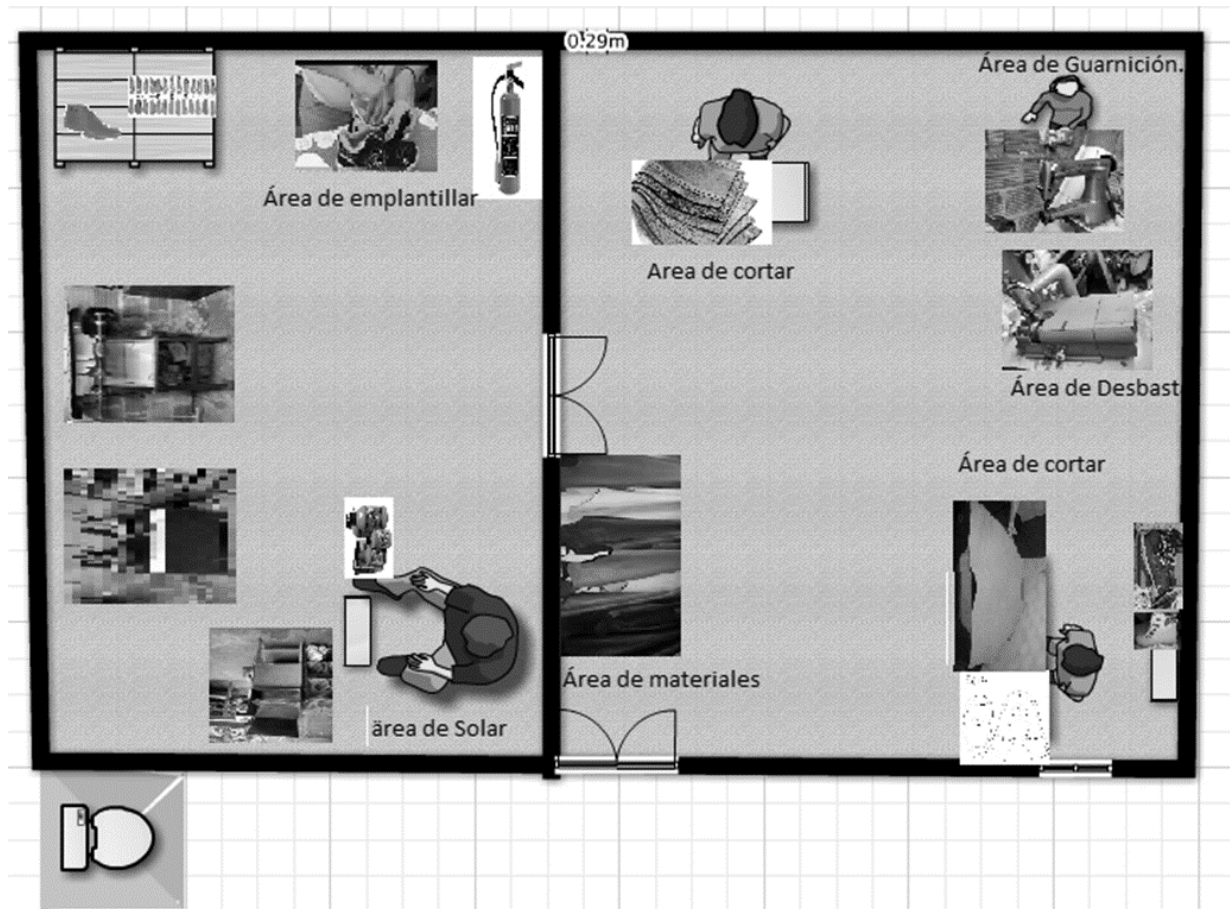 0.29m
Área de Guarnición.
Área de emplantillar
Area de cortar
Área de Desbast
Área de cortar
Área de materiales
ärea de Solar